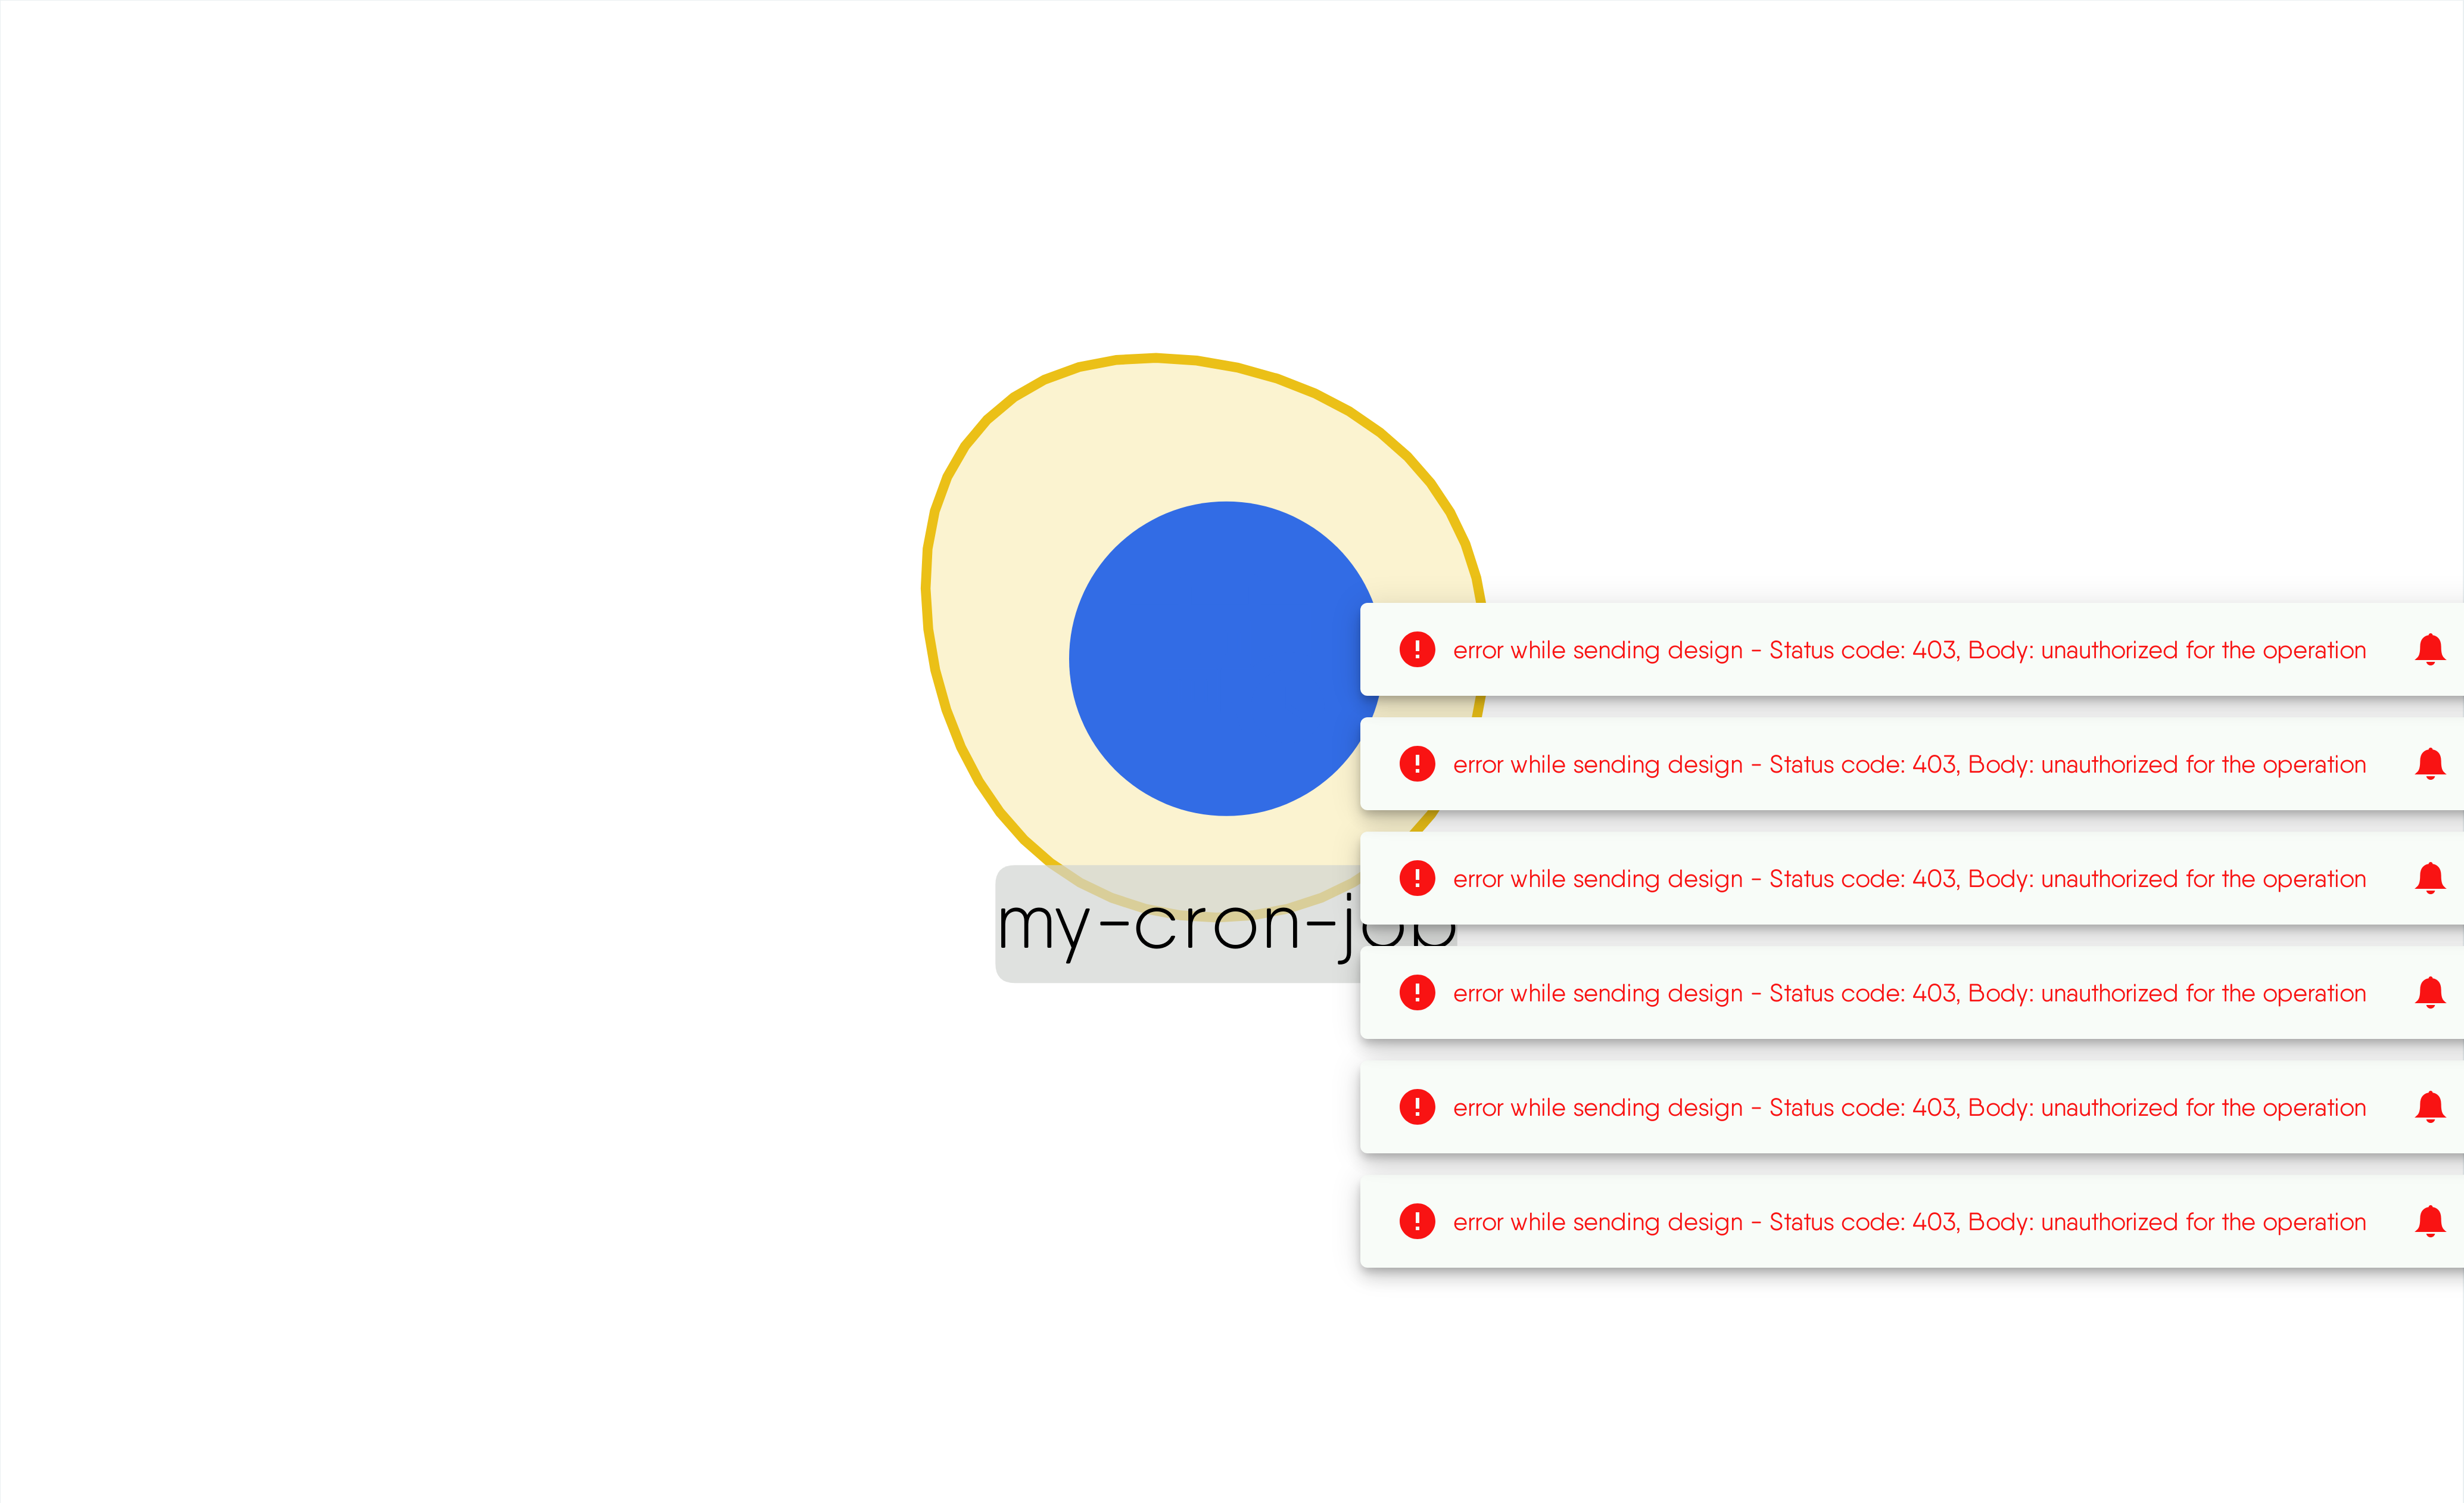 error while sending design - Status code: 403, Body: unauthorized for the operation
error while sending design - Status code: 403, Body: unauthorized for the operation
error while sending design - Status code: 403, Body: unauthorized for the operation
my-cron-job
error while sending design - Status code: 403, Body: unauthorized for the operation
error while sending design - Status code: 403, Body: unauthorized for the operation
error while sending design - Status code: 403, Body: unauthorized for the operation